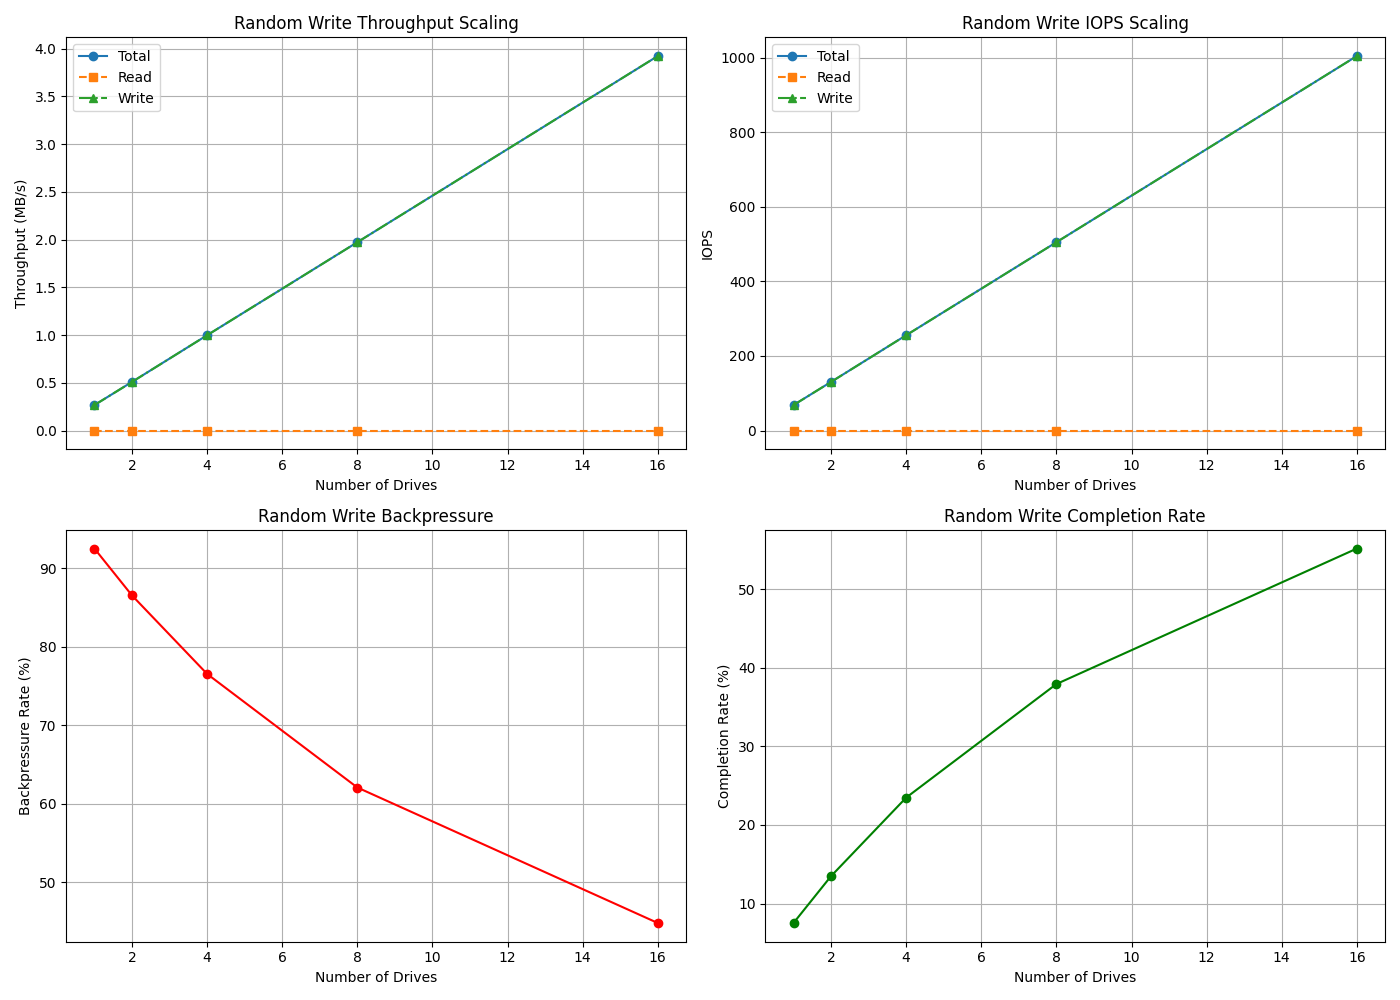 Random Write Throughput Scaling
Throughput (MB/s)
4.0
3.5
3.0
2.5
2.0
1.5
1.0
0.5
0.0
Total
Read
Write
2 4 6 8 10 12 14 16
Number of Drives
Random Write IOPS Scaling
IOPS
1000
800
600
400
200
0
Total
Read
Write
2 4 6 8 10 12 14 16
Number of Drives
Random Write Backpressure
Backpressure Rate (%)
90
80
70
60
50
2 4 6 8 10 12 14 16
Number of Drives
Random Write Completion Rate
Completion Rate (%)
50
40
30
20
10
2 4 6 8 10 12 14 16
Number of Drives